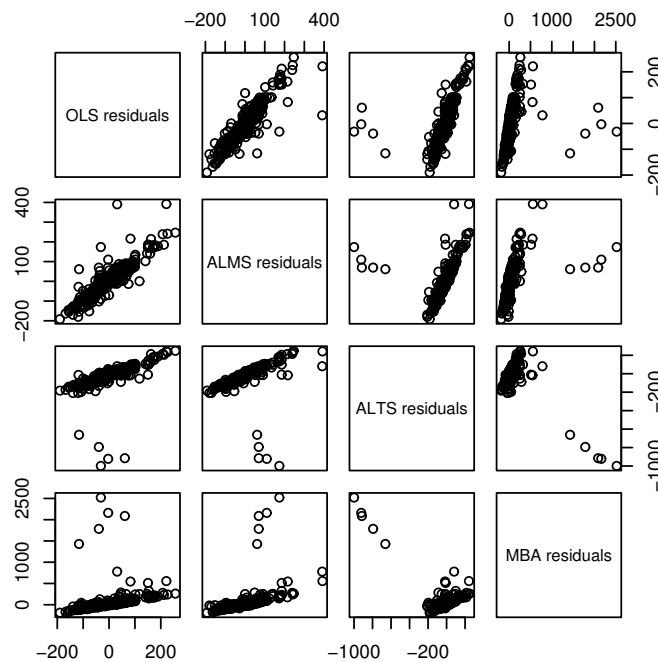 −200 100 400 0 1000 2500
OLS residuals
−200 0 200
−200 100 400
ALMS residuals
ALTS residuals
−1000 −200
0 1000 2500
MBA residuals
−200 0 200 −1000 −200